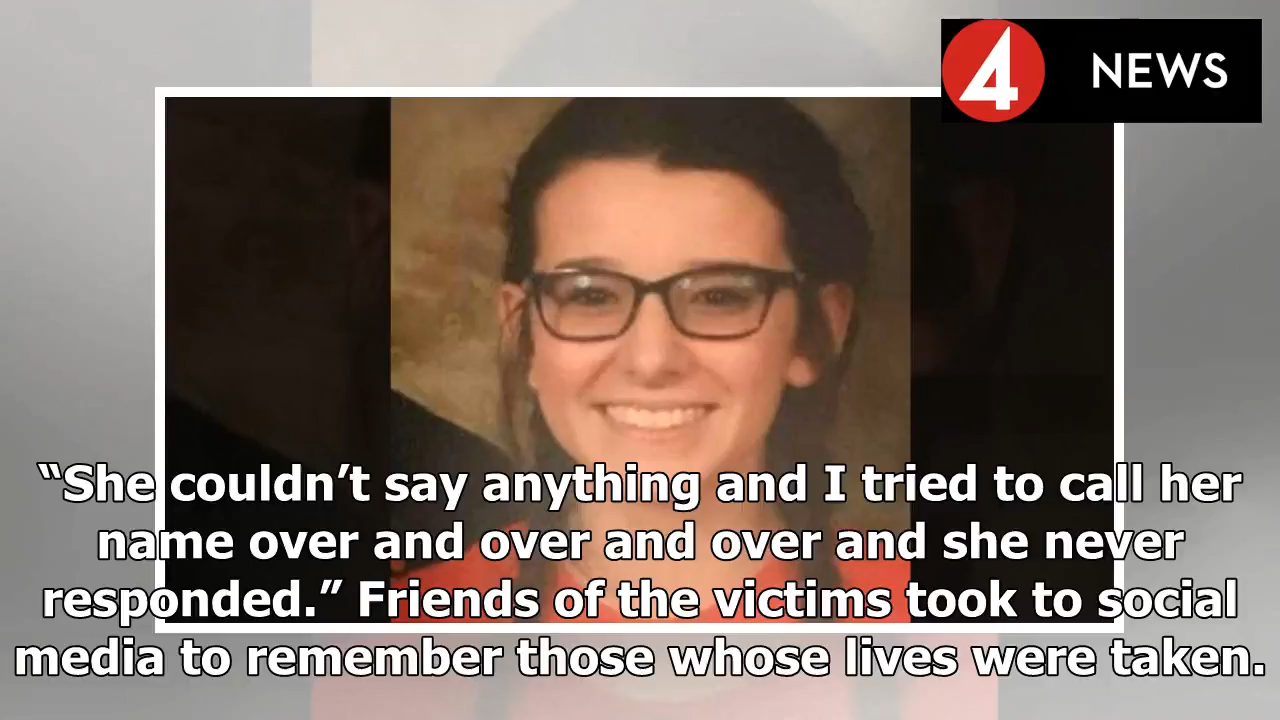 4 NEWS
“She couldn’t say anything and I tried to call her
name over and over and over and she never
responded.” Friends of the victims took to social
media to remember those whose lives were taken.